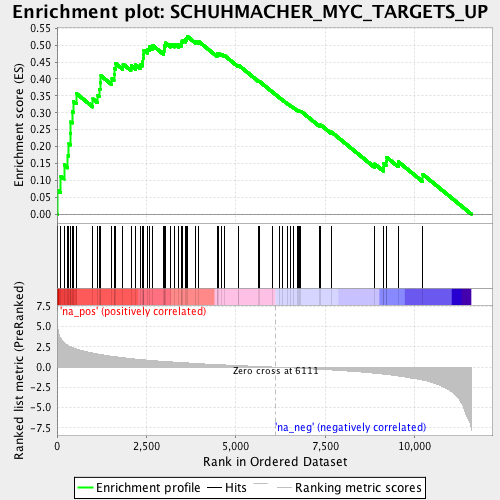 Enrichment plot: SCHUHMACHER_MYC_TARGETS_UP
Enrichment score (ES)
0.55
0.50
0.45
0.40
0.35
0.30
0.25
0.20
0.15
0.10
0.05
0.00
Ranked list metric (PreRanked)
7.5
5.0
2.5
0.0
-2.5
-5.0
-7.5
'na_pos' (positively correlated)
Zero cross at 6111
'na_neg' (negatively correlated)
0 2,500 5,000 7,500 10,000
Rank in Ordered Dataset
Enrichment profile Hits Ranking metric scores